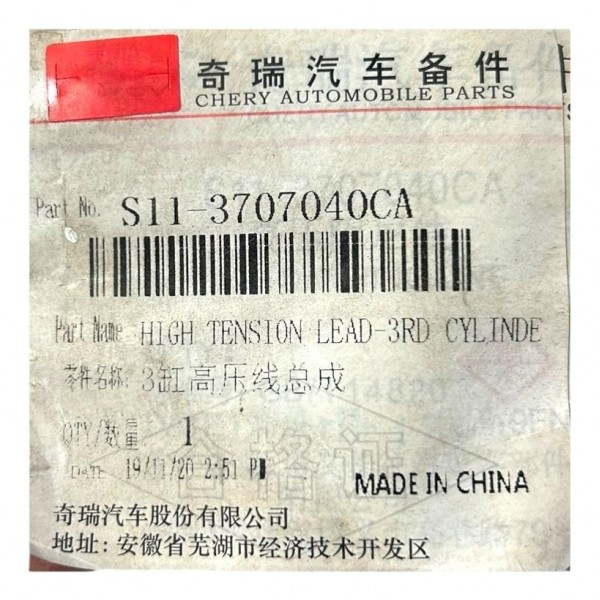 奇瑞汽车备件
CHERY AUTOMOBILE PARTS
Part No. S11-3707040CA
Part Name HIGH TENSION LEAD-3RD CYLINDE
零件名称: 3缸高压线总成
QTY/数量 1
DATE 19/11/20 2:51 P
合格证
MADE IN CHINA
奇瑞汽车股份有限公司
地址: 安徽省芜湖市经济技术开发区